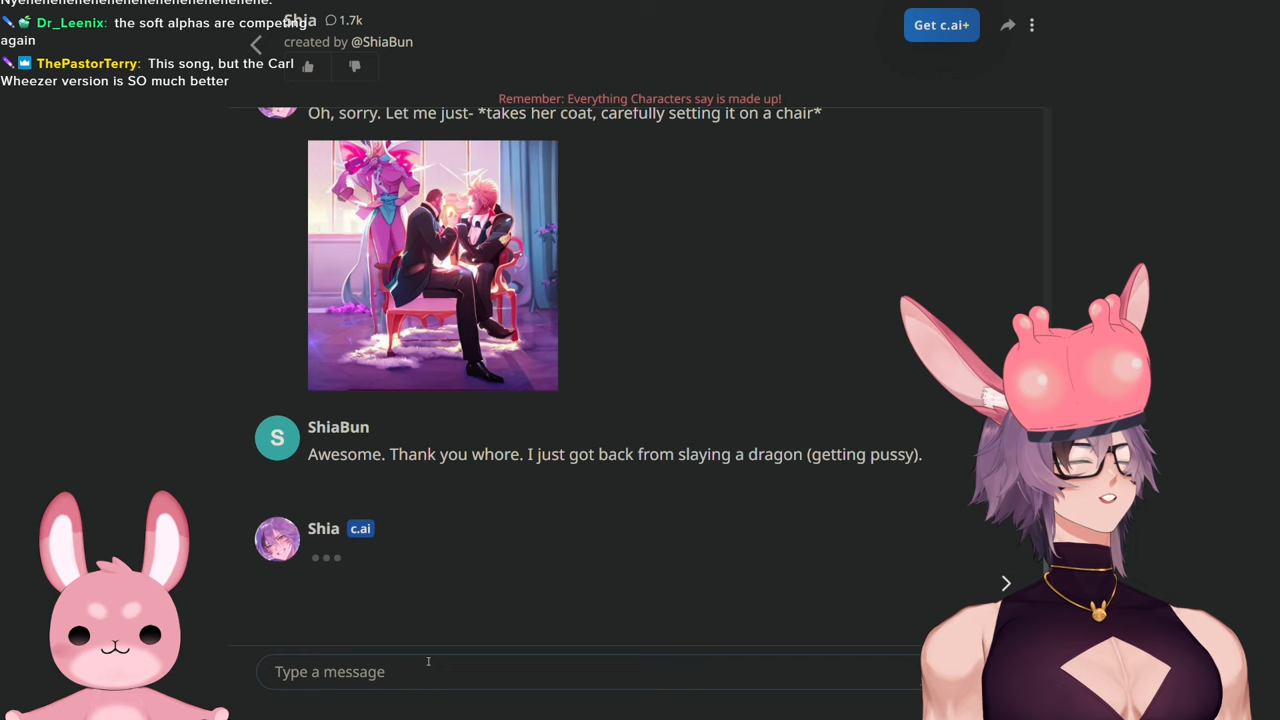 Nyehehehehehehehehehehehehehe.
Dr_Leenix: the soft alphas are competing
again
ThePastorTerry: This song, but the Carl
Wheezer version is SO much better
Shia 1.7k
created by @ShiaBun
Get c.ai+
Remember: Everything Characters say is made up!
Oh, sorry. Let me just- *takes her coat, carefully setting it on a chair*
S
ShiaBun
Awesome. Thank you whore. I just got back from slaying a dragon (getting pussy).
Shia c.ai
Type a message